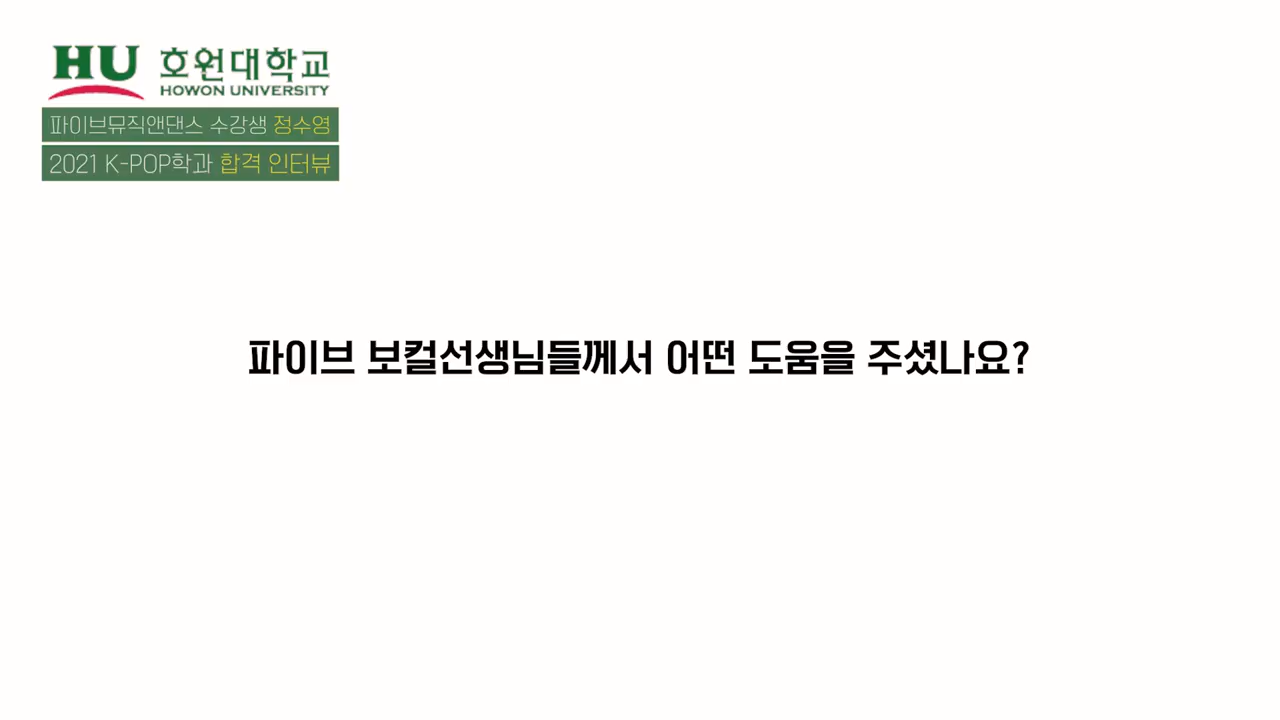 HU 호원대학교
HOWON UNIVERSITY
파이브뮤직앤댄스 수강생 정수영
2021 K-POP학과 합격 인터뷰
파이브 보컬선생님들께서 어떤 도움을 주셨나요?